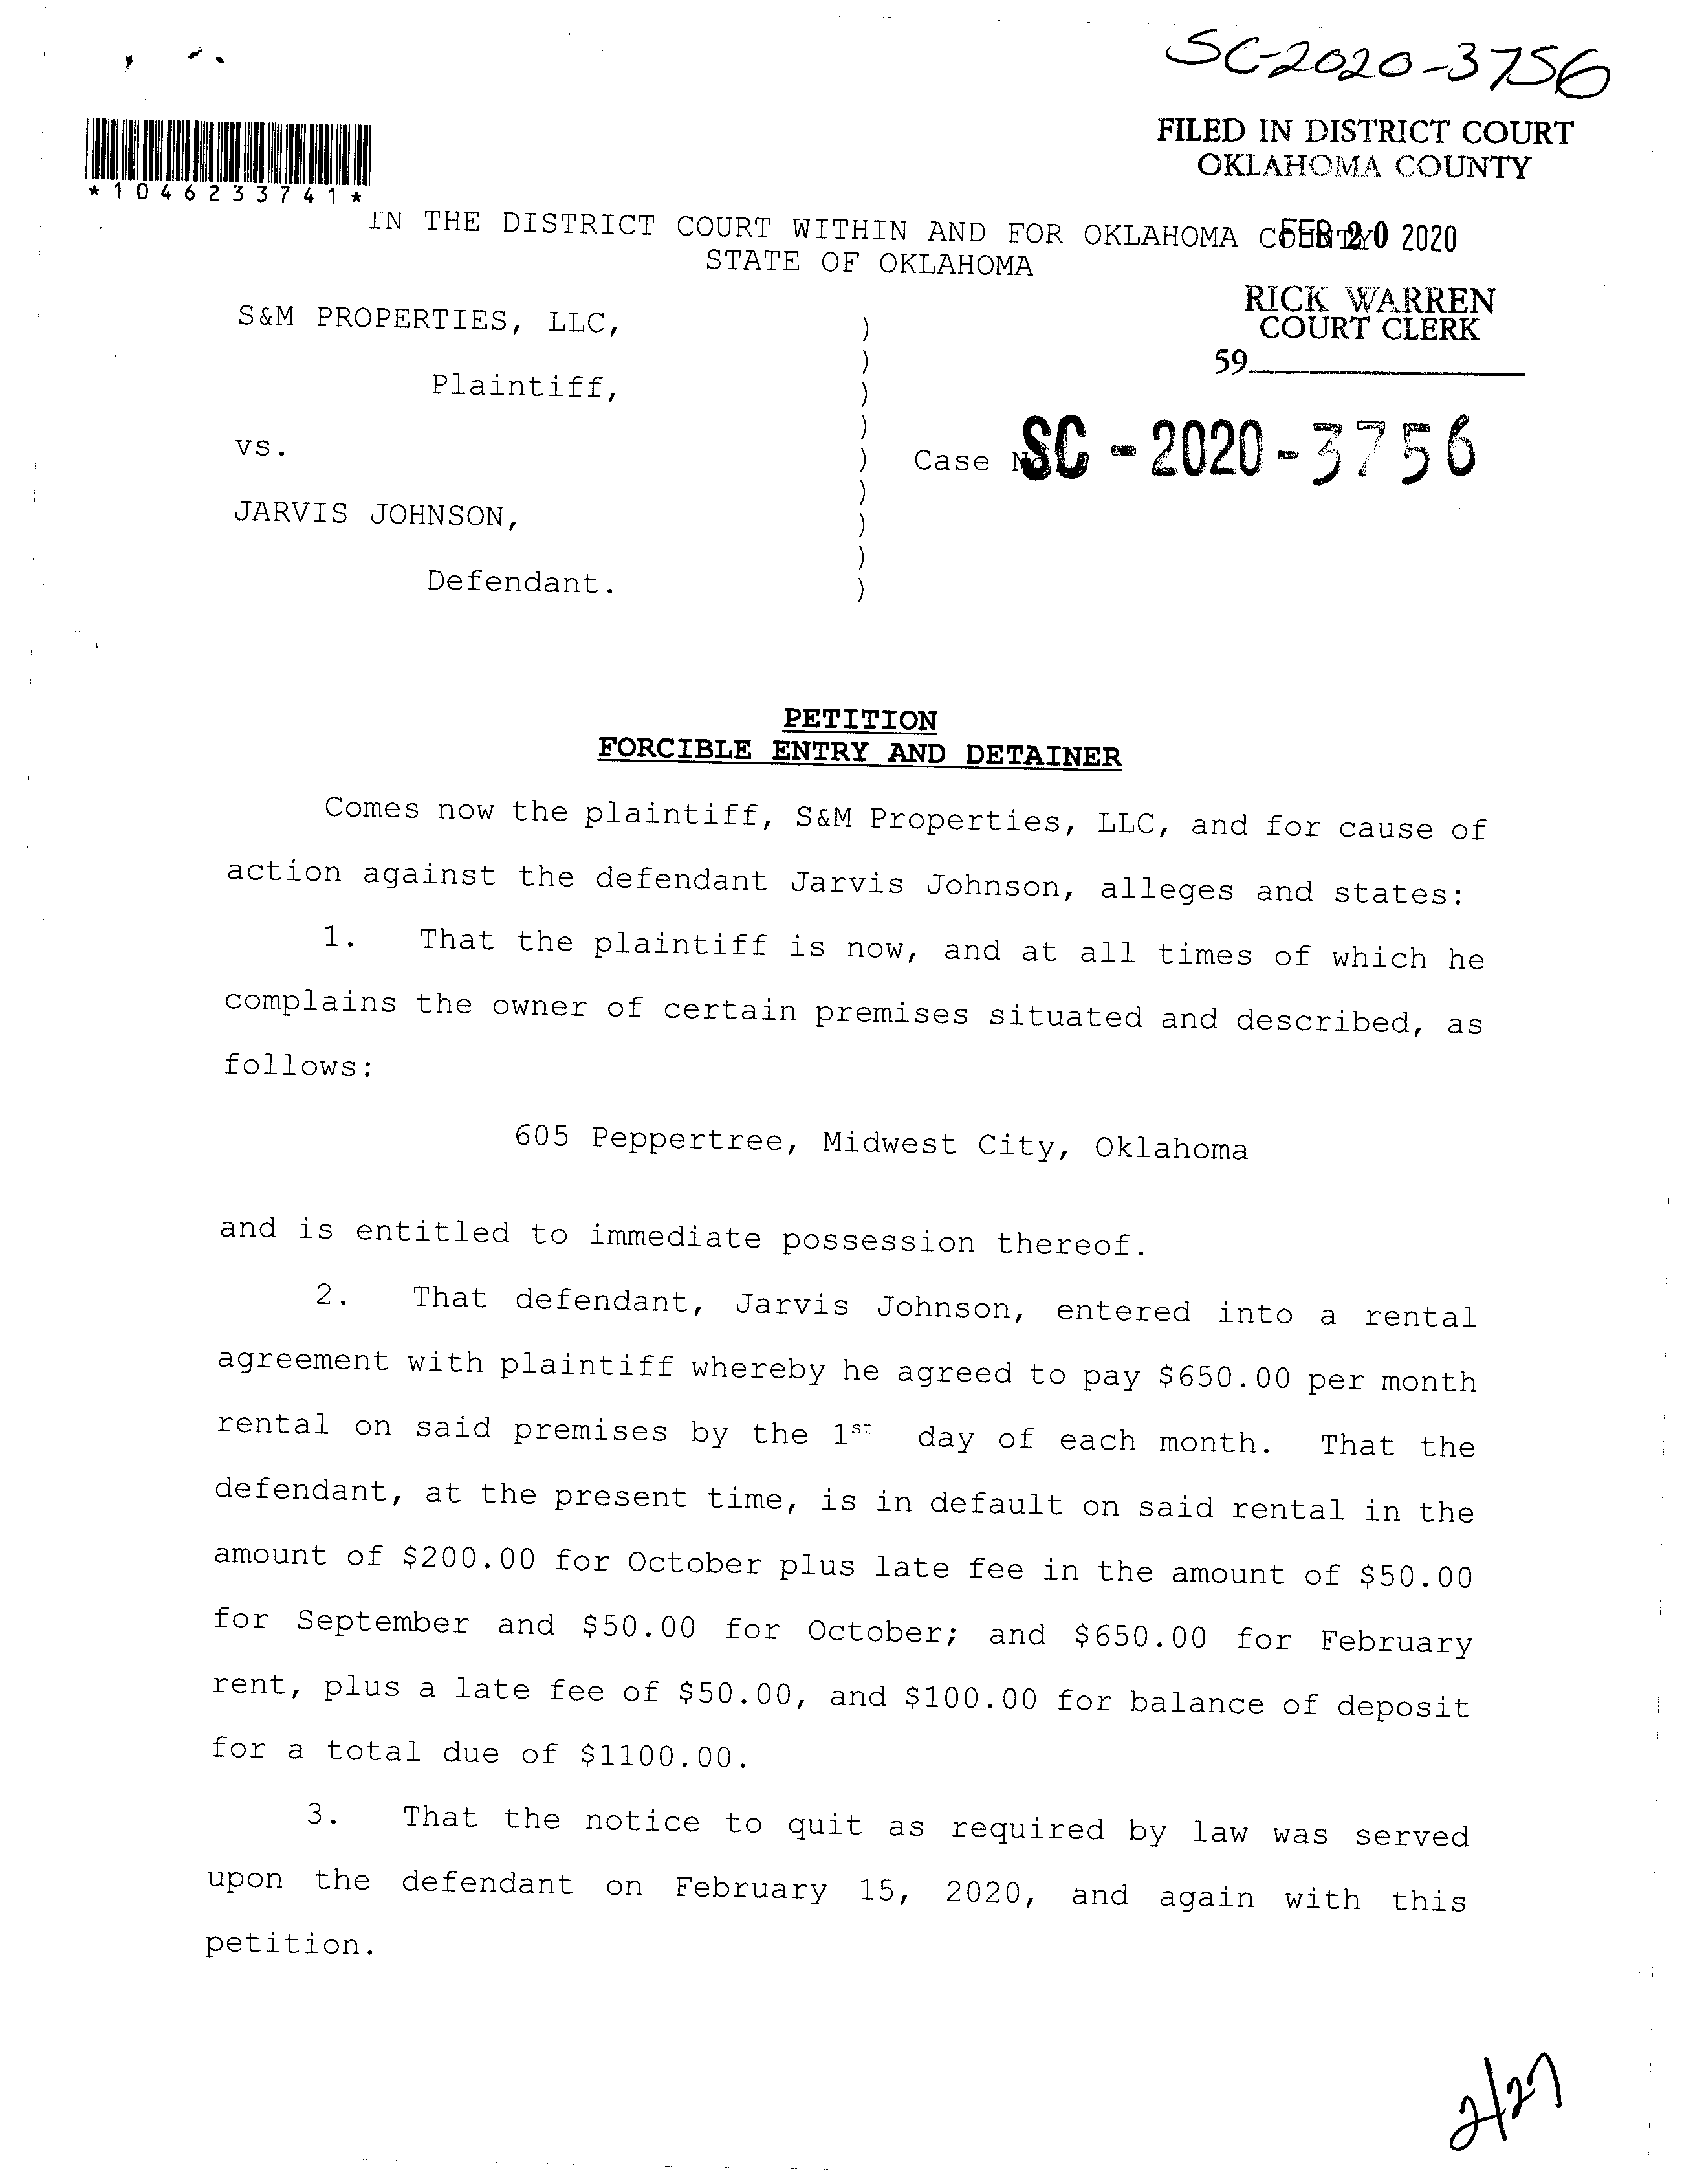 SC-2020-3756
FILED IN DISTRICT COURT
OKLAHOMA COUNTY
*1046233741*
IN THE DISTRICT COURT WITHIN AND FOR OKLAHOMA COUNTY
FEB 20 2020
STATE OF OKLAHOMA
RICK WARREN
COURT CLERK
59
S&M PROPERTIES, LLC, )
)
Plaintiff, )
)
vs. ) Case No. SC - 2020 - 3756
)
JARVIS JOHNSON, )
)
Defendant. )
PETITION
FORCIBLE ENTRY AND DETAINER
Comes now the plaintiff, S&M Properties, LLC, and for cause of
action against the defendant Jarvis Johnson, alleges and states:
1. That the plaintiff is now, and at all times of which he
complains the owner of certain premises situated and described, as
follows:
605 Peppertree, Midwest City, Oklahoma
and is entitled to immediate possession thereof.
2. That defendant, Jarvis Johnson, entered into a rental
agreement with plaintiff whereby he agreed to pay $650.00 per month
rental on said premises by the 1st day of each month. That the
defendant, at the present time, is in default on said rental in the
amount of $200.00 for October plus late fee in the amount of $50.00
for September and $50.00 for October; and $650.00 for February
rent, plus a late fee of $50.00, and $100.00 for balance of deposit
for a total due of $1100.00.
3. That the notice to quit as required by law was served
upon the defendant on February 15, 2020, and again with this
petition.
2/27